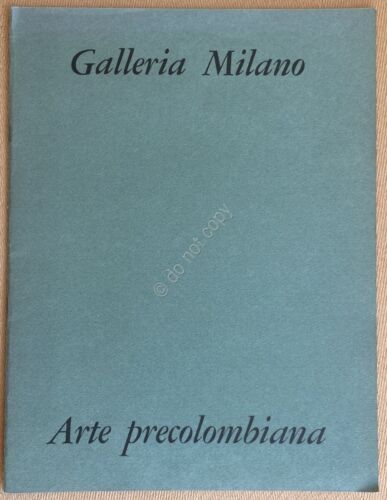 Galleria Milano
© do not copy
Arte precolombiana